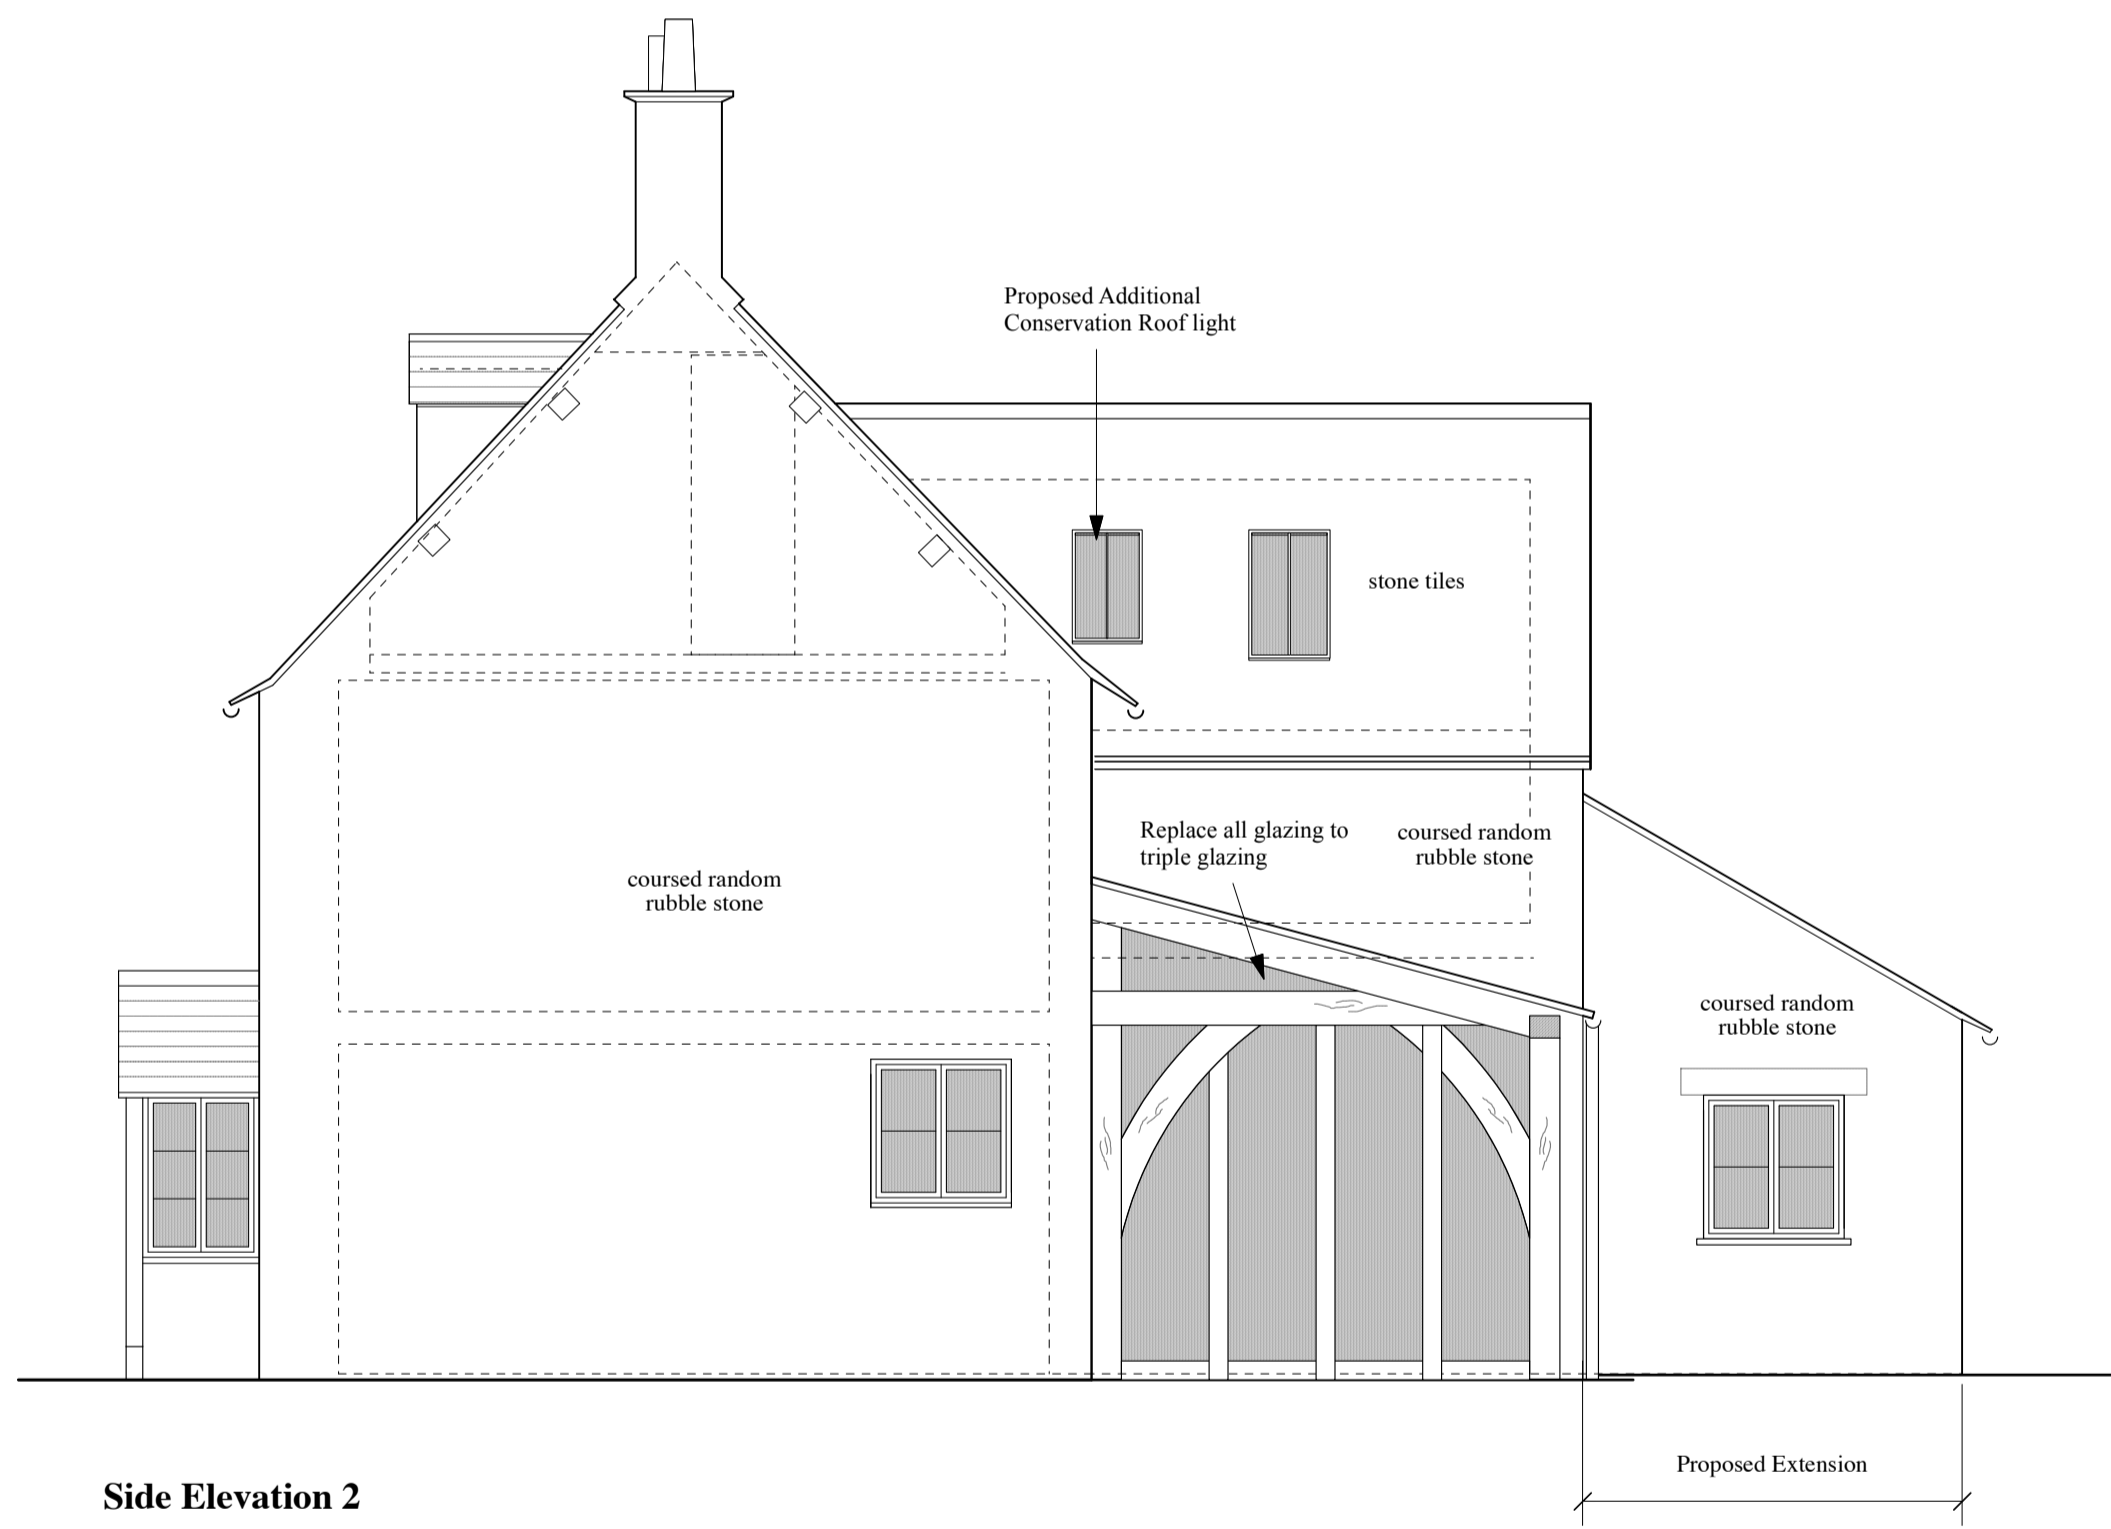 Proposed Additional
Conservation Roof light
stone tiles
Replace all glazing to
triple glazing
coursed random
rubble stone
coursed random
rubble stone
coursed random
rubble stone
Proposed Extension
Side Elevation 2